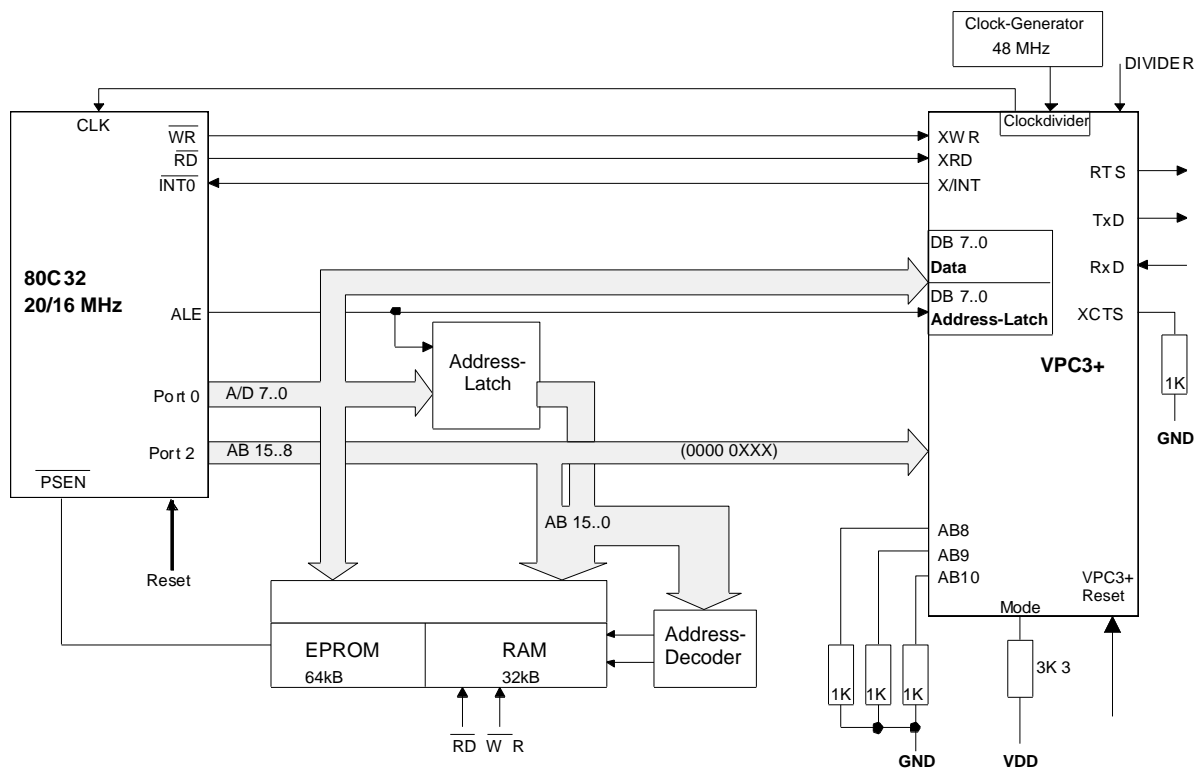 Clock-Generator
48 MHz
DIVIDER
CLK
Clockdivider
WR
XWR
RD
XRD
INT0
X/INT
RTS
TxD
DB 7..0
Data
RxD
80C32
20/16 MHz
DB 7..0
Address-Latch
ALE
XCTS
Address-
Latch
VPC3+
1K
Port 0
A/D 7..0
GND
Port 2
AB 15..8
(0000 0XXX)
PSEN
AB 15..0
AB8
AB9
AB10
Reset
VPC3+
Reset
Mode
EPROM
64kB
RAM
32kB
Address-
Decoder
1K
1K
1K
3K 3
RD
W R
GND
VDD